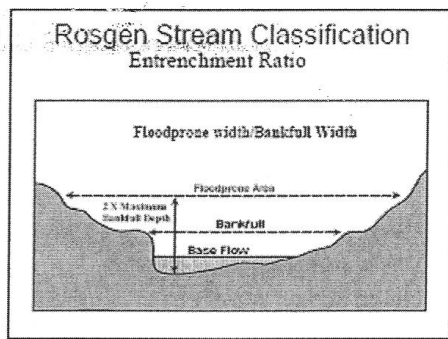 Rosgen Stream Classification
Entrenchment Ratio
Floodprone width/Bankfull Width
Floodprone Area
2 X Maximum
Bankfull Depth
Bankfull
Base Flow